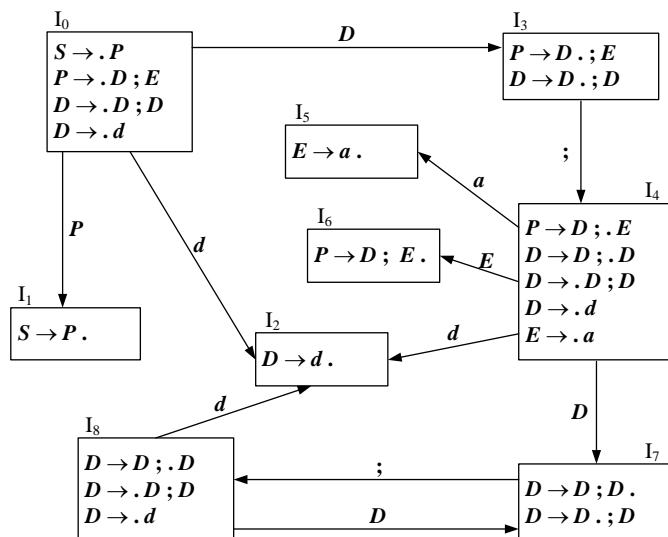 I0
S → . P
P → . D ; E
D → . D ; D
D → . d
D
I3
P → D . ; E
D → D . ; D
I5
E → a .
a
;
I4
P → D ; . E
D → D ; . D
D → . D ; D
D → . d
E → . a
I6
P → D ; E .
E
P
d
I1
S → P .
I2
D → d .
d
d
D
I8
D → D ; . D
D → . D ; D
D → . d
;
D
I7
D → D ; D .
D → D . ; D